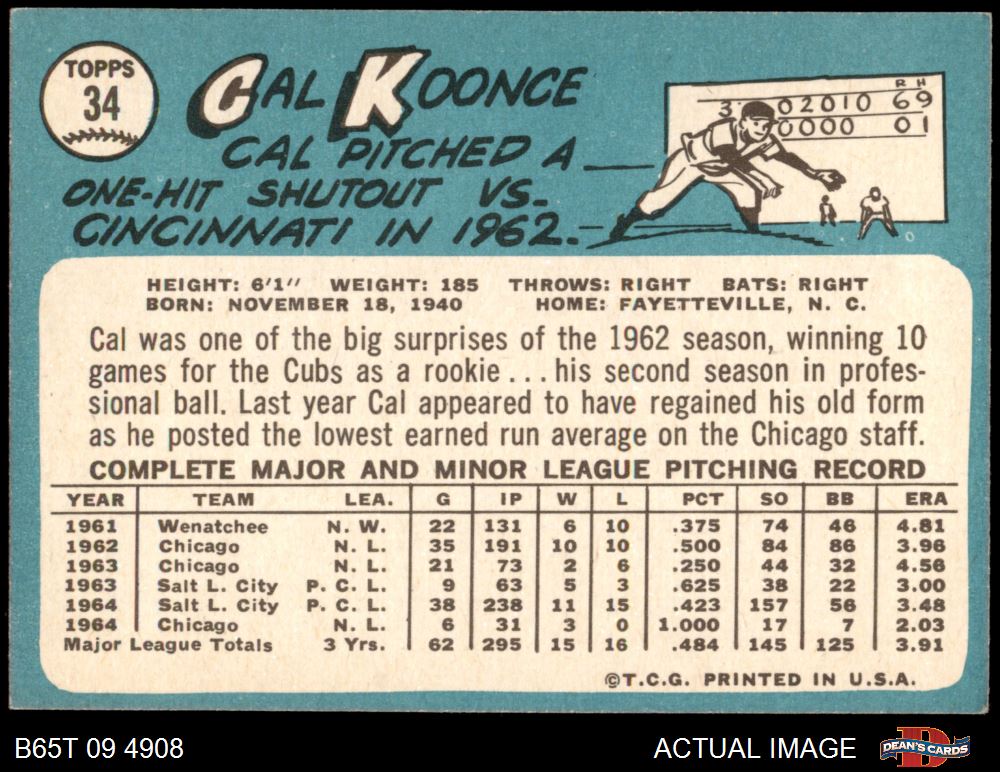 TOPPS
34
CAL KOONCE
CAL PITCHED A
ONE-HIT SHUTOUT VS.
CINCINNATI IN 1962.
R H
3 02010 69
0000 01
HEIGHT: 6'1" WEIGHT: 185 THROWS: RIGHT BATS: RIGHT
BORN: NOVEMBER 18, 1940 HOME: FAYETTEVILLE, N. C.
Cal was one of the big surprises of the 1962 season, winning 10
games for the Cubs as a rookie...his second season in profes-
sional ball. Last year Cal appeared to have regained his old form
as he posted the lowest earned run average on the Chicago staff.
COMPLETE MAJOR AND MINOR LEAGUE PITCHING RECORD
YEAR TEAM LEA. G IP W L PCT SO BB ERA
1961 Wenatchee N. W. 22 131 6 10 .375 74 46 4.81
1962 Chicago N. L. 35 191 10 10 .500 84 86 3.96
1963 Chicago N. L. 21 73 2 6 .250 44 32 4.56
1963 Salt L. City P. C. L. 9 63 5 3 .625 38 22 3.00
1964 Salt L. City P. C. L. 38 238 11 15 .423 157 56 3.48
1964 Chicago N. L. 6 31 3 0 1.000 17 7 2.03
Major League Totals 3 Yrs. 62 295 15 16 .484 145 125 3.91
©T.C.G. PRINTED IN U.S.A.
B65T 09 4908 ACTUAL IMAGE D DEAN'S CARDS